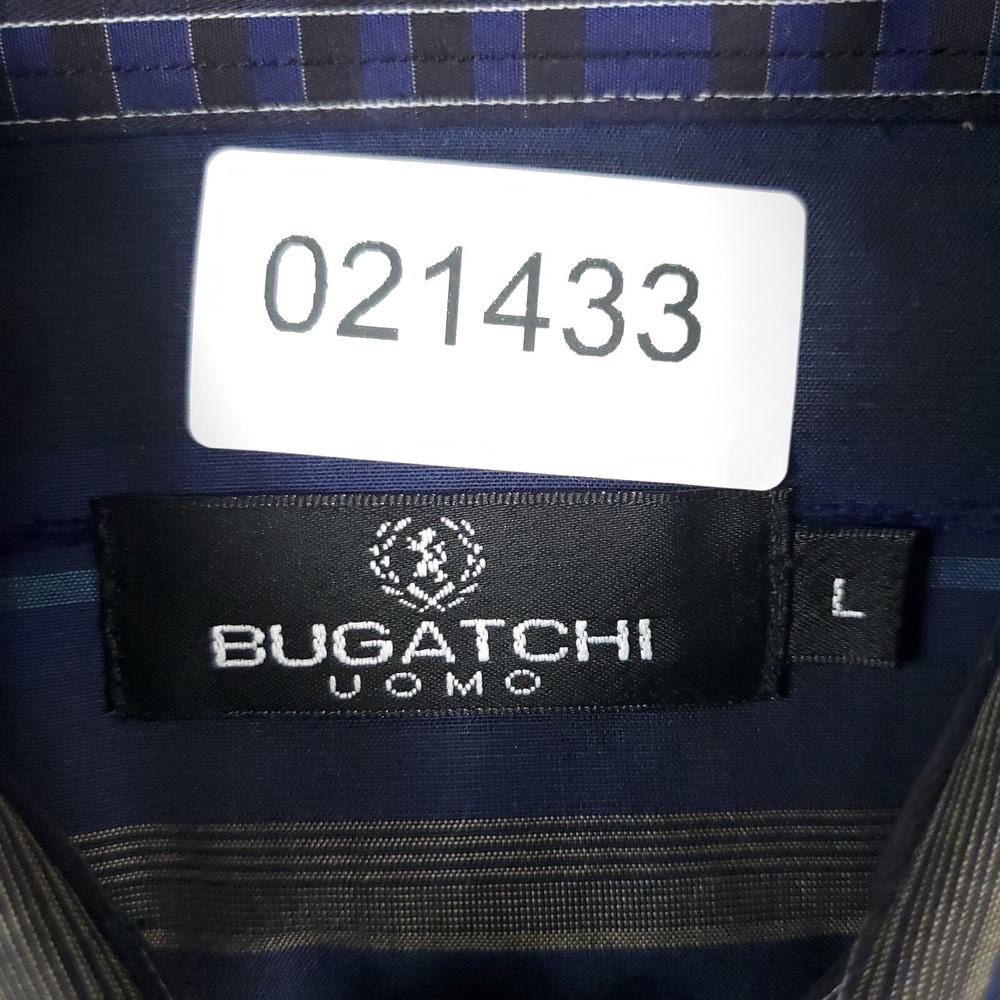 021433
BUGATCHI
UOMO
L